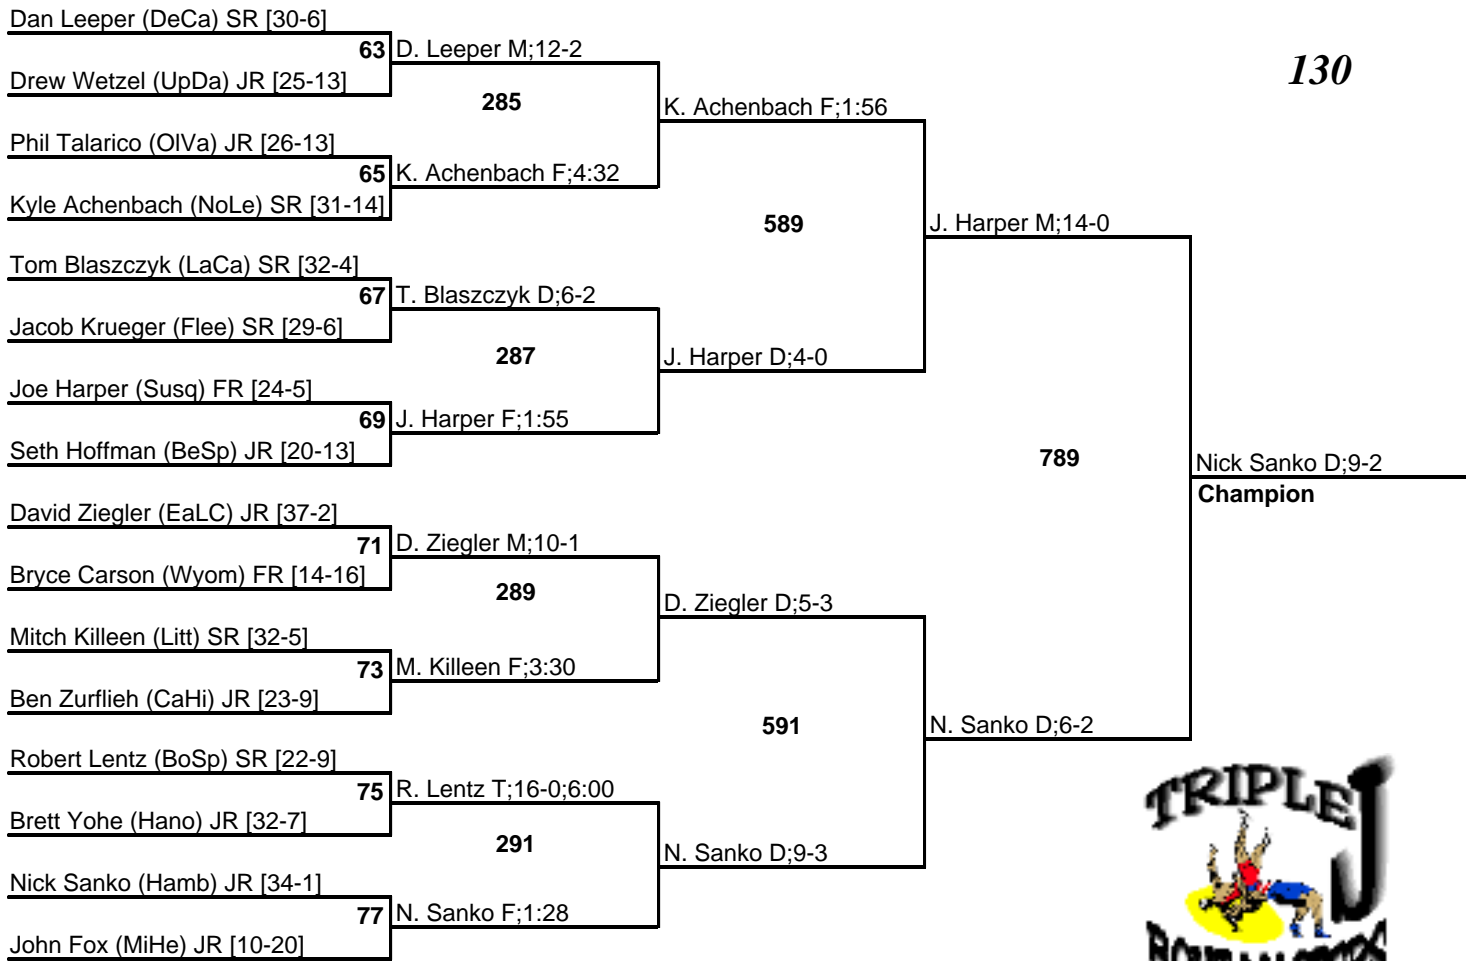 Dan Leeper (DeCa) SR [30-6]
63 D. Leeper M;12-2
130
Drew Wetzel (UpDa) JR [25-13]
285
K. Achenbach F;1:56
Phil Talarico (OlVa) JR [26-13]
65 K. Achenbach F;4:32
Kyle Achenbach (NoLe) SR [31-14]
589
J. Harper M;14-0
Tom Blaszczyk (LaCa) SR [32-4]
67 T. Blaszczyk D;6-2
Jacob Krueger (Flee) SR [29-6]
287
J. Harper D;4-0
Joe Harper (Susq) FR [24-5]
69 J. Harper F;1:55
Seth Hoffman (BeSp) JR [20-13]
789
Nick Sanko D;9-2
Champion
David Ziegler (EaLC) JR [37-2]
71 D. Ziegler M;10-1
Bryce Carson (Wyom) FR [14-16]
289
D. Ziegler D;5-3
Mitch Killeen (Litt) SR [32-5]
73 M. Killeen F;3:30
Ben Zurflieh (CaHi) JR [23-9]
591
N. Sanko D;6-2
Robert Lentz (BoSp) SR [22-9]
75 R. Lentz T;16-0;6:00
Brett Yohe (Hano) JR [32-7]
291
N. Sanko D;9-3
Nick Sanko (Hamb) JR [34-1]
77 N. Sanko F;1:28
John Fox (MiHe) JR [10-20]
TRIPLE J